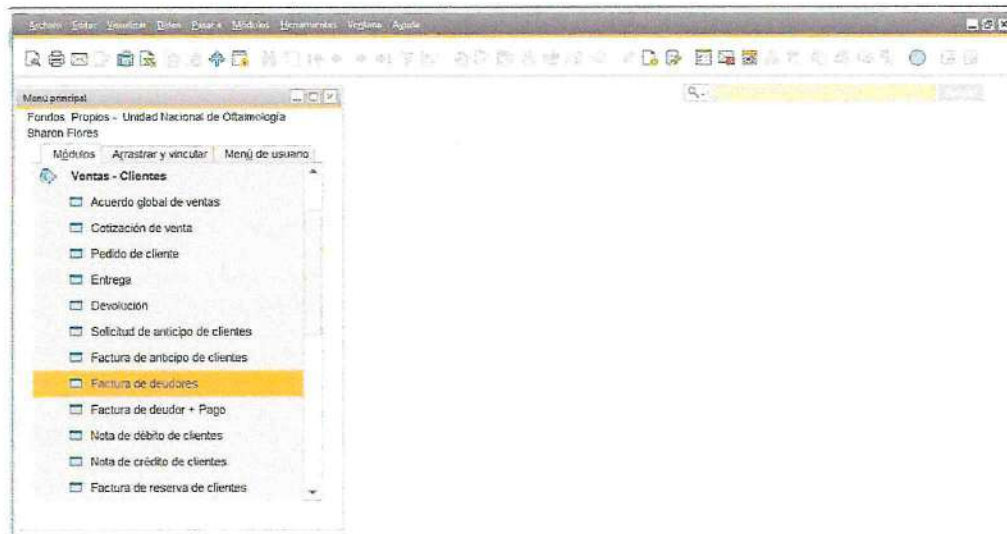 Archivo Editar Visualizar Datos Pasar a Módulos Herramientas Ventana Ayuda
Menú principal
Fondos Propios - Unidad Nacional de Oftalmología
Sharon Flores
Módulos Arrastrar y vincular Menú de usuario
Ventas - Clientes
Acuerdo global de ventas
Cotización de venta
Pedido de cliente
Entrega
Devolución
Solicitud de anticipo de clientes
Factura de anticipo de clientes
Factura de deudores
Factura de deudor + Pago
Nota de débito de clientes
Nota de crédito de clientes
Factura de reserva de clientes